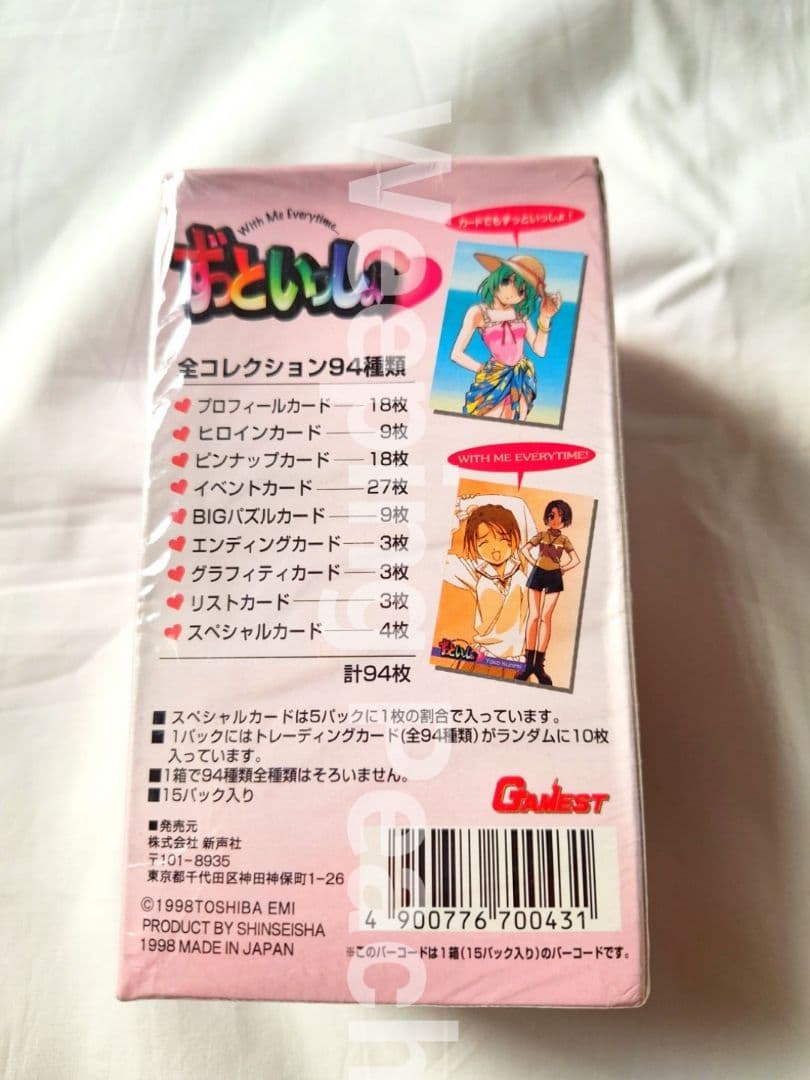 With Me Everytime...
ずっといっしょ
カードでもずっといっしょ!
全コレクション94種類
プロフィールカード──18枚
ヒロインカード──9枚
ピンナップカード──18枚
イベントカード──27枚
BIGパズルカード──9枚
エンディングカード──3枚
グラフィティカード──3枚
リストカード──3枚
スペシャルカード──4枚
計94枚
WITH ME EVERYTIME!
ずっといっしょ
■ スペシャルカードは5パックに1枚の割合で入っています。
■ 1パックにはトレーディングカード(全94種類)がランダムに10枚
入っています。
■1箱で94種類全種類はそろいません。
■15パック入り
GAMEST
■発売元
株式会社 新声社
〒101-8935
東京都千代田区神田神保町1-26
©1998TOSHIBA EMI
PRODUCT BY SHINSEISHA
1998 MADE IN JAPAN
4 900776 700431
※このバーコードは1箱(15パック入り)のバーコードです。
Weeping Peach